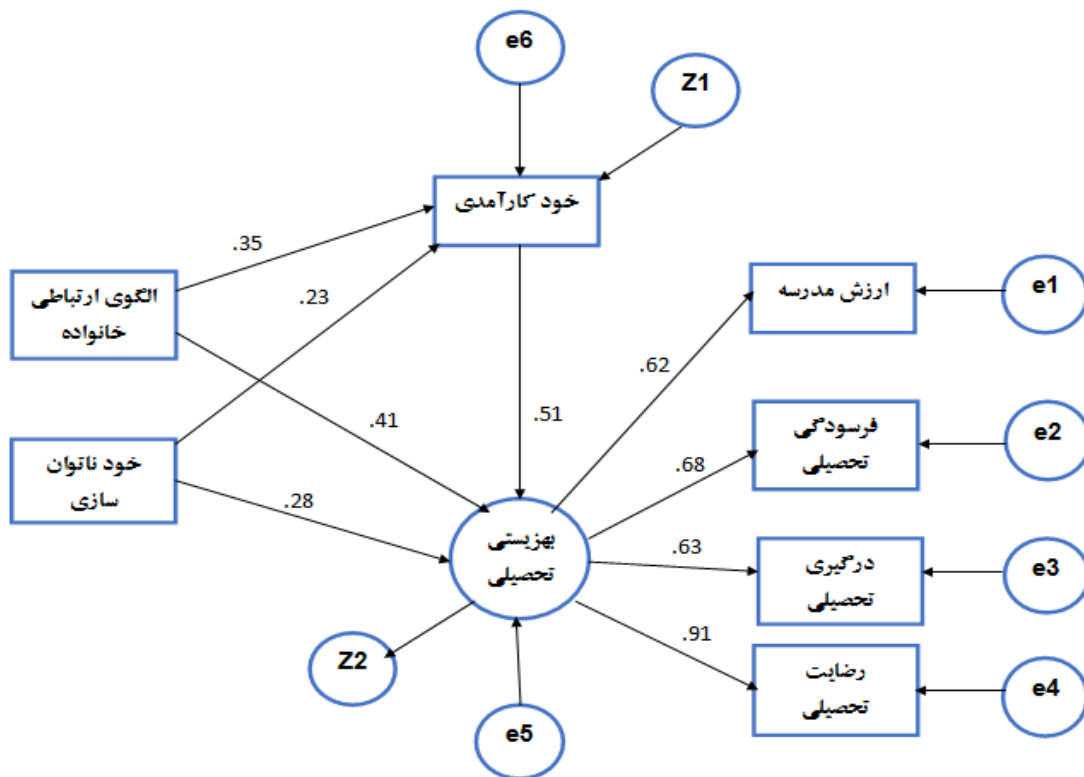 e6
Z1
خود کارآمدی
.35
.23
الگوی ارتباطی
خانواده
ارزش مدرسه
e1
.62
.41
.51
خود ناتوان
سازی
.28
فرسودگی
تحصیلی
e2
.68
بهزیستی
تحصیلی
.63
درگیری
تحصیلی
e3
.91
رضایت
تحصیلی
e4
Z2
e5